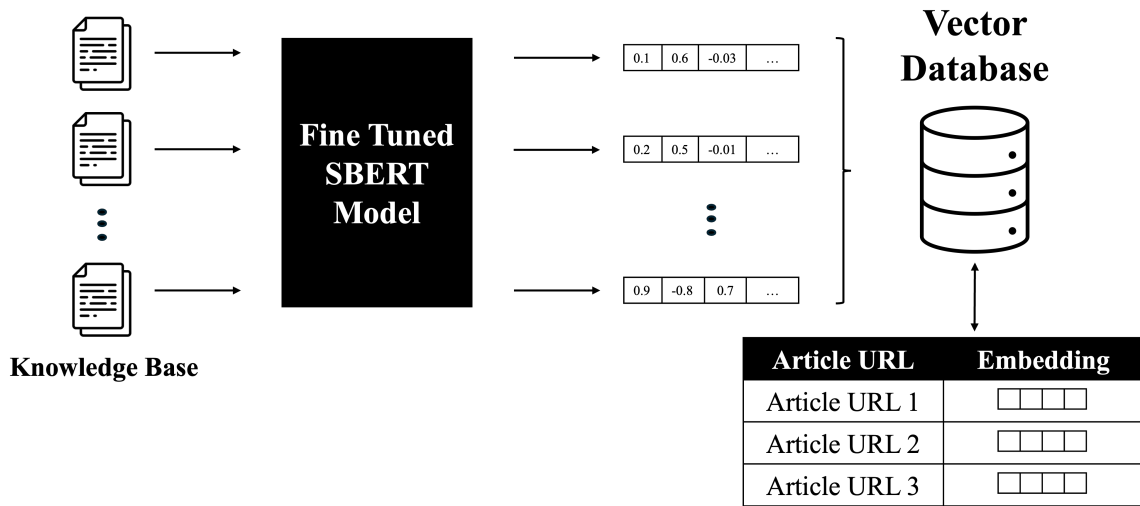 Vector
Database
0.1 0.6 -0.03 …
Fine Tuned
SBERT
Model
0.2 0.5 -0.01 …
0.9 -0.8 0.7 …
Knowledge Base
Article URL Embedding
Article URL 1
Article URL 2
Article URL 3